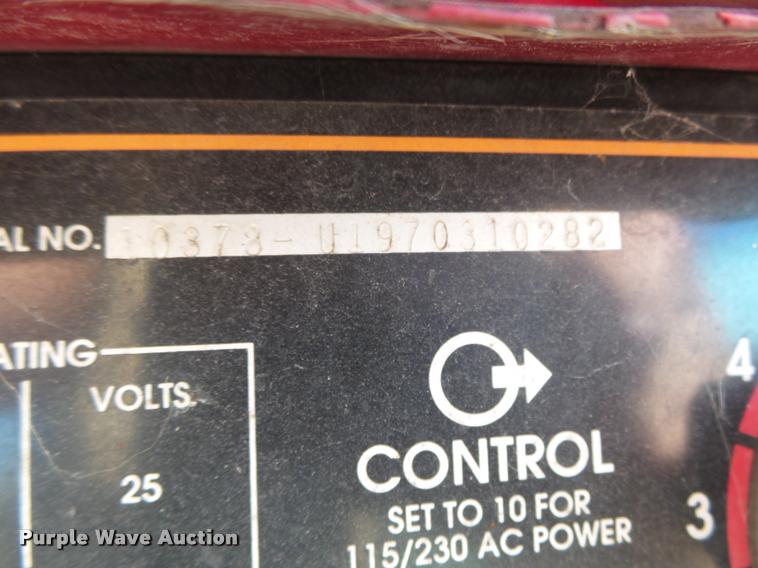 AL NO. 10373- U1970310282
ATING
VOLTS
25
CONTROL
SET TO 10 FOR
115/230 AC POWER
4
3
Purple Wave Auction